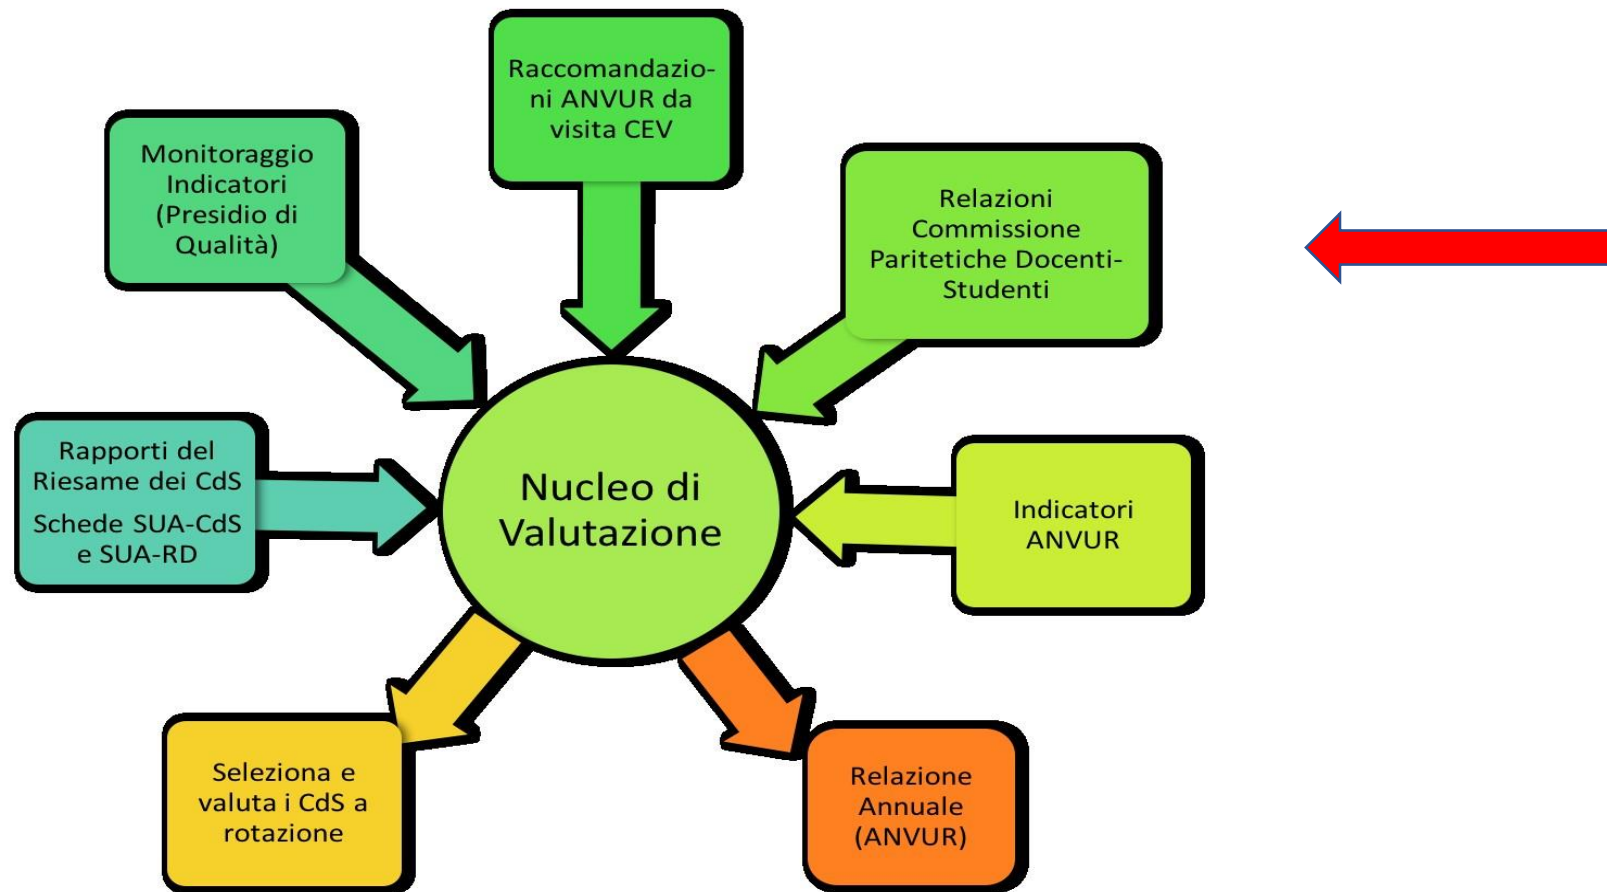 Raccomandazio-
ni ANVUR da
visita CEV
Monitoraggio
Indicatori
(Presidio di
Qualità)
Relazioni
Commissione
Paritetiche Docenti-
Studenti
Rapporti del
Riesame dei CdS
Schede SUA-CdS
e SUA-RD
Nucleo di
Valutazione
Indicatori
ANVUR
Seleziona e
valuta i CdS a
rotazione
Relazione
Annuale
(ANVUR)